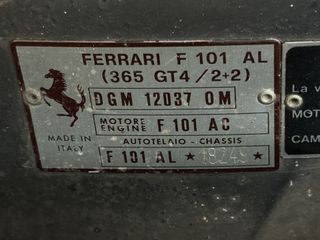 FERRARI F 101 AL
(365 GT4/2+2)
DGM 12037 OM
MOTORE
ENGINE F 101 AC
AUTOTELAIO - CHASSIS
MADE IN
ITALY
F 101 AL ★ ★
La v
MOT
CAM